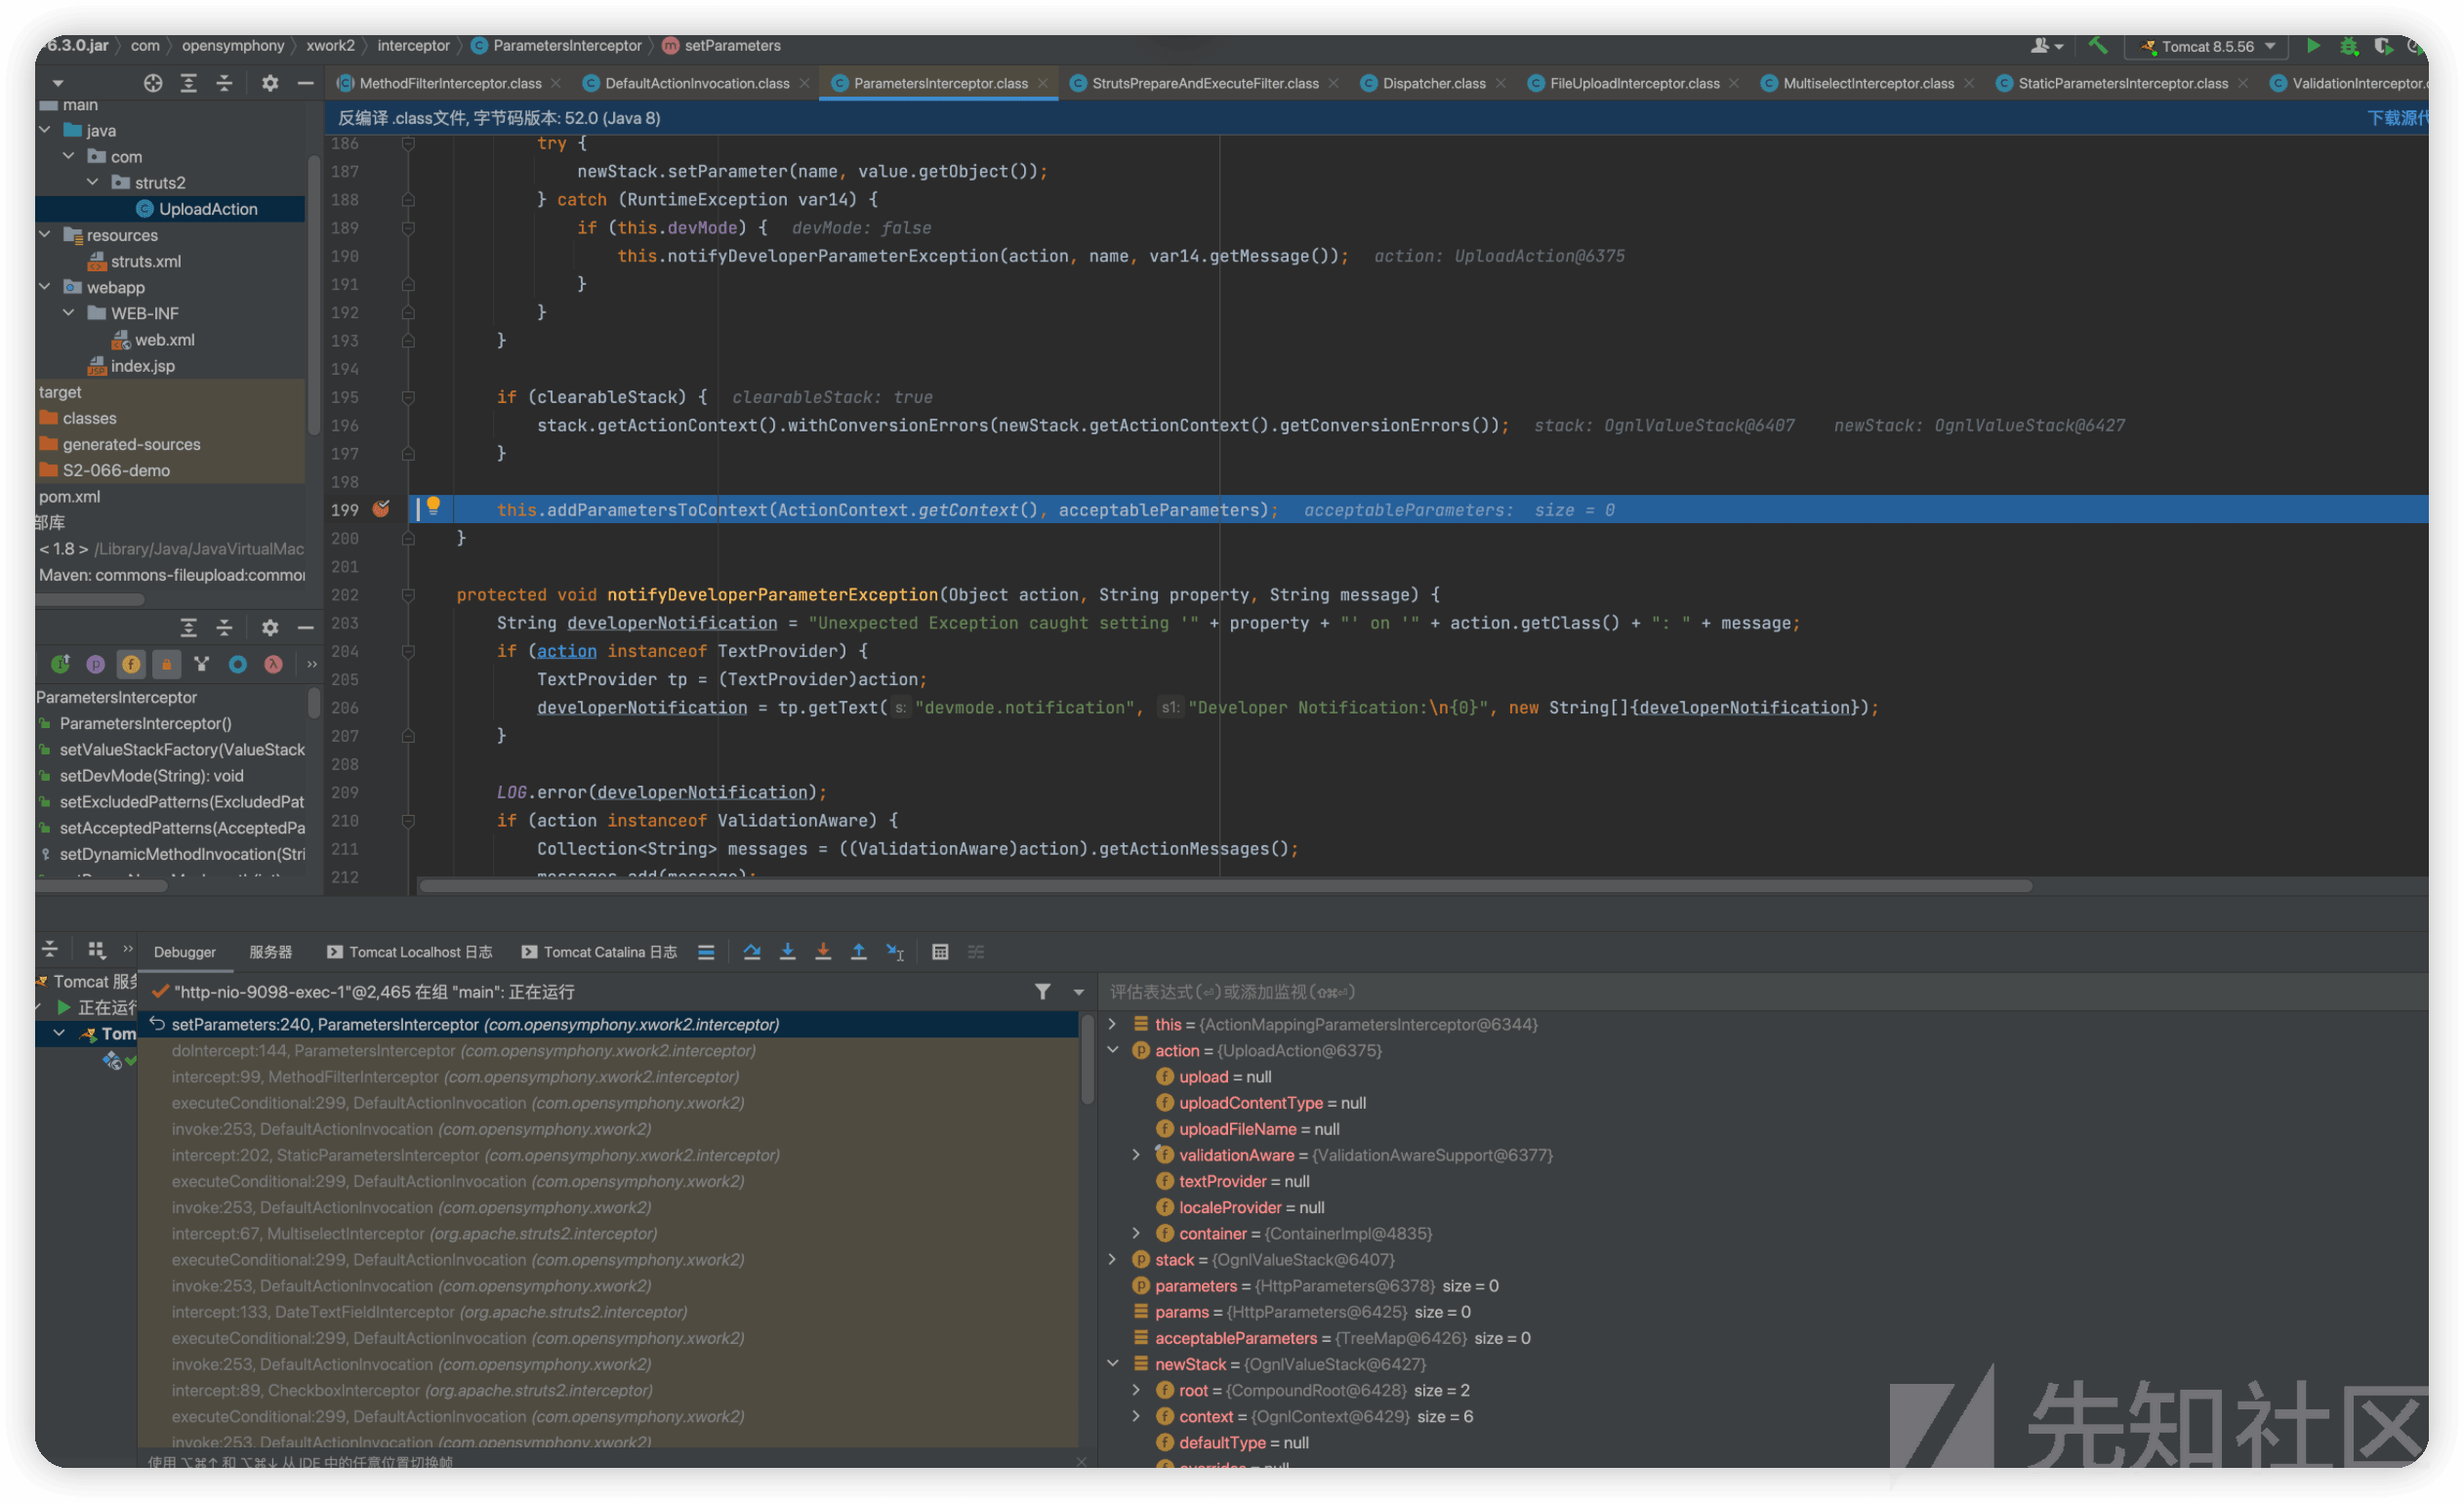 6.3.0.jar 〉 com 〉 opensymphony 〉 xwork2 〉 interceptor 〉 ParametersInterceptor 〉 setParameters
Tomcat 8.5.56
MethodFilterInterceptor.class
DefaultActionInvocation.class
ParametersInterceptor.class
StrutsPrepareAndExecuteFilter.class
Dispatcher.class
FileUploadInterceptor.class
MultiselectInterceptor.class
StaticParametersInterceptor.class
ValidationInterceptor.
反编译 .class文件, 字节码版本: 52.0 (Java 8)
下载源代
main
java
com
struts2
UploadAction
resources
struts.xml
webapp
WEB-INF
web.xml
index.jsp
target
classes
generated-sources
S2-066-demo
pom.xml
部库
< 1.8 > /Library/Java/JavaVirtualMac
Maven: commons-fileupload:commo
186 try {
187 newStack.setParameter(name, value.getObject());
188 } catch (RuntimeException var14) {
189 if (this.devMode) { devMode: false
190 this.notifyDeveloperParameterException(action, name, var14.getMessage()); action: UploadAction@6375
191 }
192 }
193 }
194
195 if (clearableStack) { clearableStack: true
196 stack.getActionContext().withConversionErrors(newStack.getActionContext().getConversionErrors()); stack: OgnlValueStack@6407 newStack: OgnlValueStack@6427
197 }
198
199 this.addParametersToContext(ActionContext.getContext(), acceptableParameters); acceptableParameters: size = 0
200 }
201
202 protected void notifyDeveloperParameterException(Object action, String property, String message) {
203 String developerNotification = "Unexpected Exception caught setting '" + property + "' on '" + action.getClass() + ": " + message;
204 if (action instanceof TextProvider) {
205 TextProvider tp = (TextProvider)action;
206 developerNotification = tp.getText( s: "devmode.notification", s1: "Developer Notification:\n{0}", new String[]{developerNotification});
207 }
208
209 LOG.error(developerNotification);
210 if (action instanceof ValidationAware) {
211 Collection<String> messages = ((ValidationAware)action).getActionMessages();
212 messages.add(message);
ParametersInterceptor
ParametersInterceptor()
setValueStackFactory(ValueStack
setDevMode(String): void
setExcludedPatterns(ExcludedPat
setAcceptedPatterns(AcceptedPa
setDynamicMethodInvocation(Stri
Debugger
服务器
Tomcat Localhost 日志
Tomcat Catalina 日志
Tomcat 服务
正在运行
Tom
"http-nio-9098-exec-1"@2,465 在组 "main": 正在运行
setParameters:240, ParametersInterceptor (com.opensymphony.xwork2.interceptor)
doIntercept:144, ParametersInterceptor (com.opensymphony.xwork2.interceptor)
intercept:99, MethodFilterInterceptor (com.opensymphony.xwork2.interceptor)
executeConditional:299, DefaultActionInvocation (com.opensymphony.xwork2)
invoke:253, DefaultActionInvocation (com.opensymphony.xwork2)
intercept:202, StaticParametersInterceptor (com.opensymphony.xwork2.interceptor)
executeConditional:299, DefaultActionInvocation (com.opensymphony.xwork2)
invoke:253, DefaultActionInvocation (com.opensymphony.xwork2)
intercept:67, MultiselectInterceptor (org.apache.struts2.interceptor)
executeConditional:299, DefaultActionInvocation (com.opensymphony.xwork2)
invoke:253, DefaultActionInvocation (com.opensymphony.xwork2)
intercept:133, DateTextFieldInterceptor (org.apache.struts2.interceptor)
executeConditional:299, DefaultActionInvocation (com.opensymphony.xwork2)
invoke:253, DefaultActionInvocation (com.opensymphony.xwork2)
intercept:89, CheckboxInterceptor (org.apache.struts2.interceptor)
executeConditional:299, DefaultActionInvocation (com.opensymphony.xwork2)
invoke:253, DefaultActionInvocation (com.opensymphony.xwork2)
使用 ⌥⌘↑ 和 ⌥⌘↓ 从 IDE 中的任意位置切换帧
评估表达式(⏎)或添加监视(⇧⌘⏎)
this = {ActionMappingParametersInterceptor@6344}
action = {UploadAction@6375}
upload = null
uploadContentType = null
uploadFileName = null
validationAware = {ValidationAwareSupport@6377}
textProvider = null
localeProvider = null
container = {ContainerImpl@4835}
stack = {OgnlValueStack@6407}
parameters = {HttpParameters@6378} size = 0
params = {HttpParameters@6425} size = 0
acceptableParameters = {TreeMap@6426} size = 0
newStack = {OgnlValueStack@6427}
root = {CompoundRoot@6428} size = 2
context = {OgnlContext@6429} size = 6
defaultType = null
overrides = null
先知社区